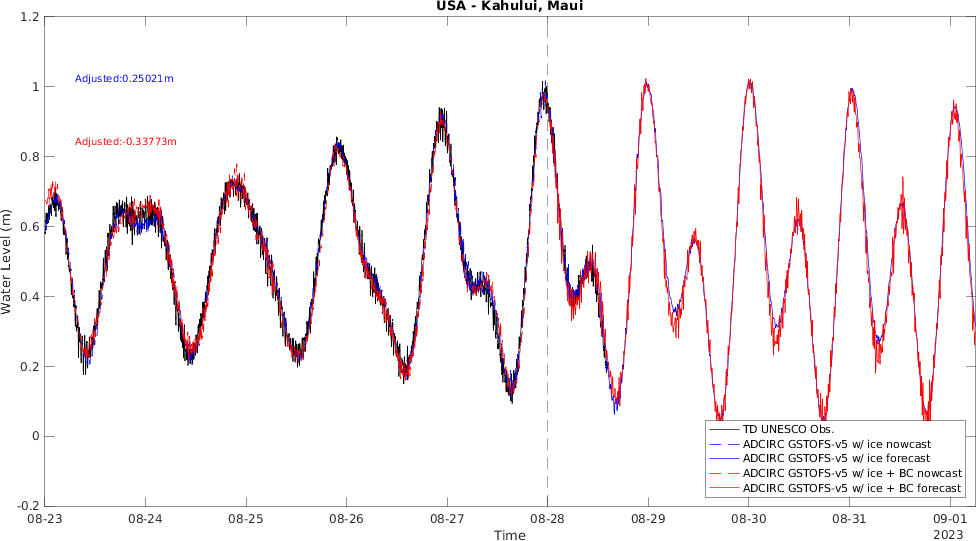 USA - Kahului, Maui
1.2
1
0.8
0.6
0.4
0.2
0
-0.2
Water Level (m)
Adjusted:0.25021m
Adjusted:-0.33773m
TD UNESCO Obs.
ADCIRC GSTOFS-v5 w/ ice nowcast
ADCIRC GSTOFS-v5 w/ ice forecast
ADCIRC GSTOFS-v5 w/ ice + BC nowcast
ADCIRC GSTOFS-v5 w/ ice + BC forecast
08-23 08-24 08-25 08-26 08-27 08-28 08-29 08-30 08-31 09-01
Time
2023